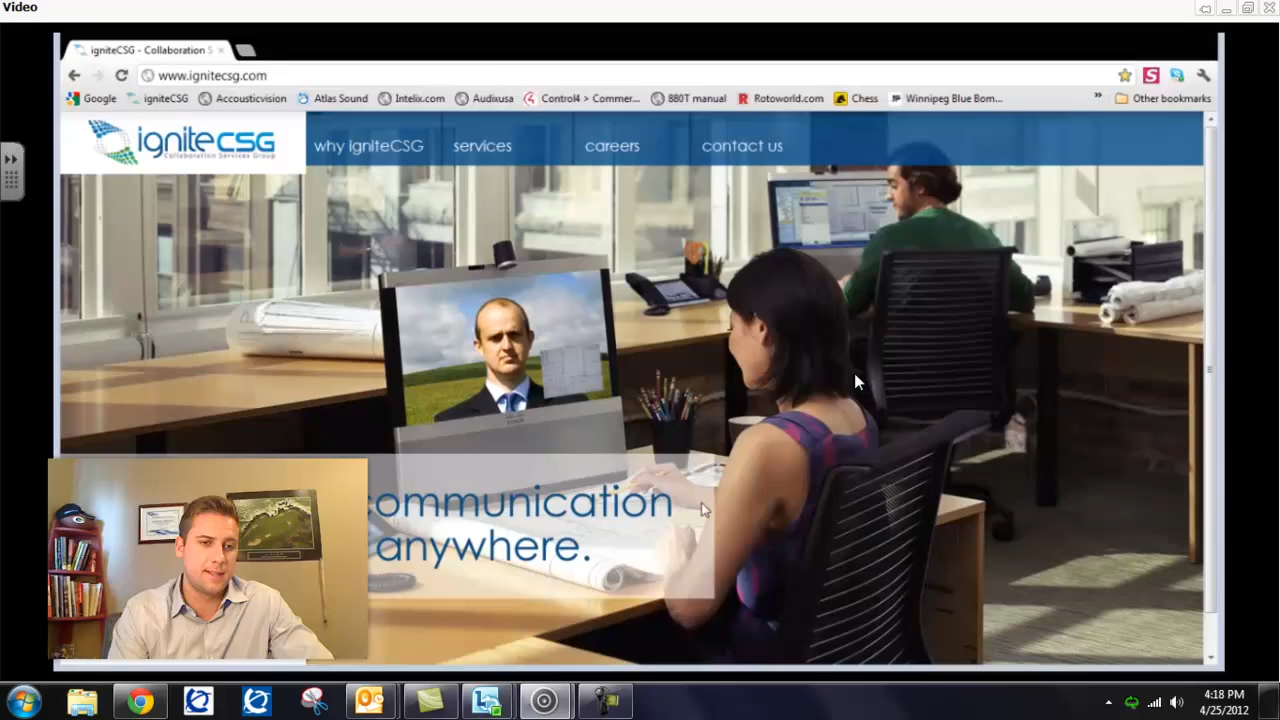 Video
igniteCSG - Collaboration S
www.ignitecsg.com
Google igniteCSG Accousticvision Atlas Sound Intelix.com Audixusa Control4 > Commer... 880T manual Rotoworld.com Chess Winnipeg Blue Bom... » Other bookmarks
igniteCSG
Collaboration Services Group
why igniteCSG services careers contact us
communication
anywhere.
4:18 PM
4/25/2012